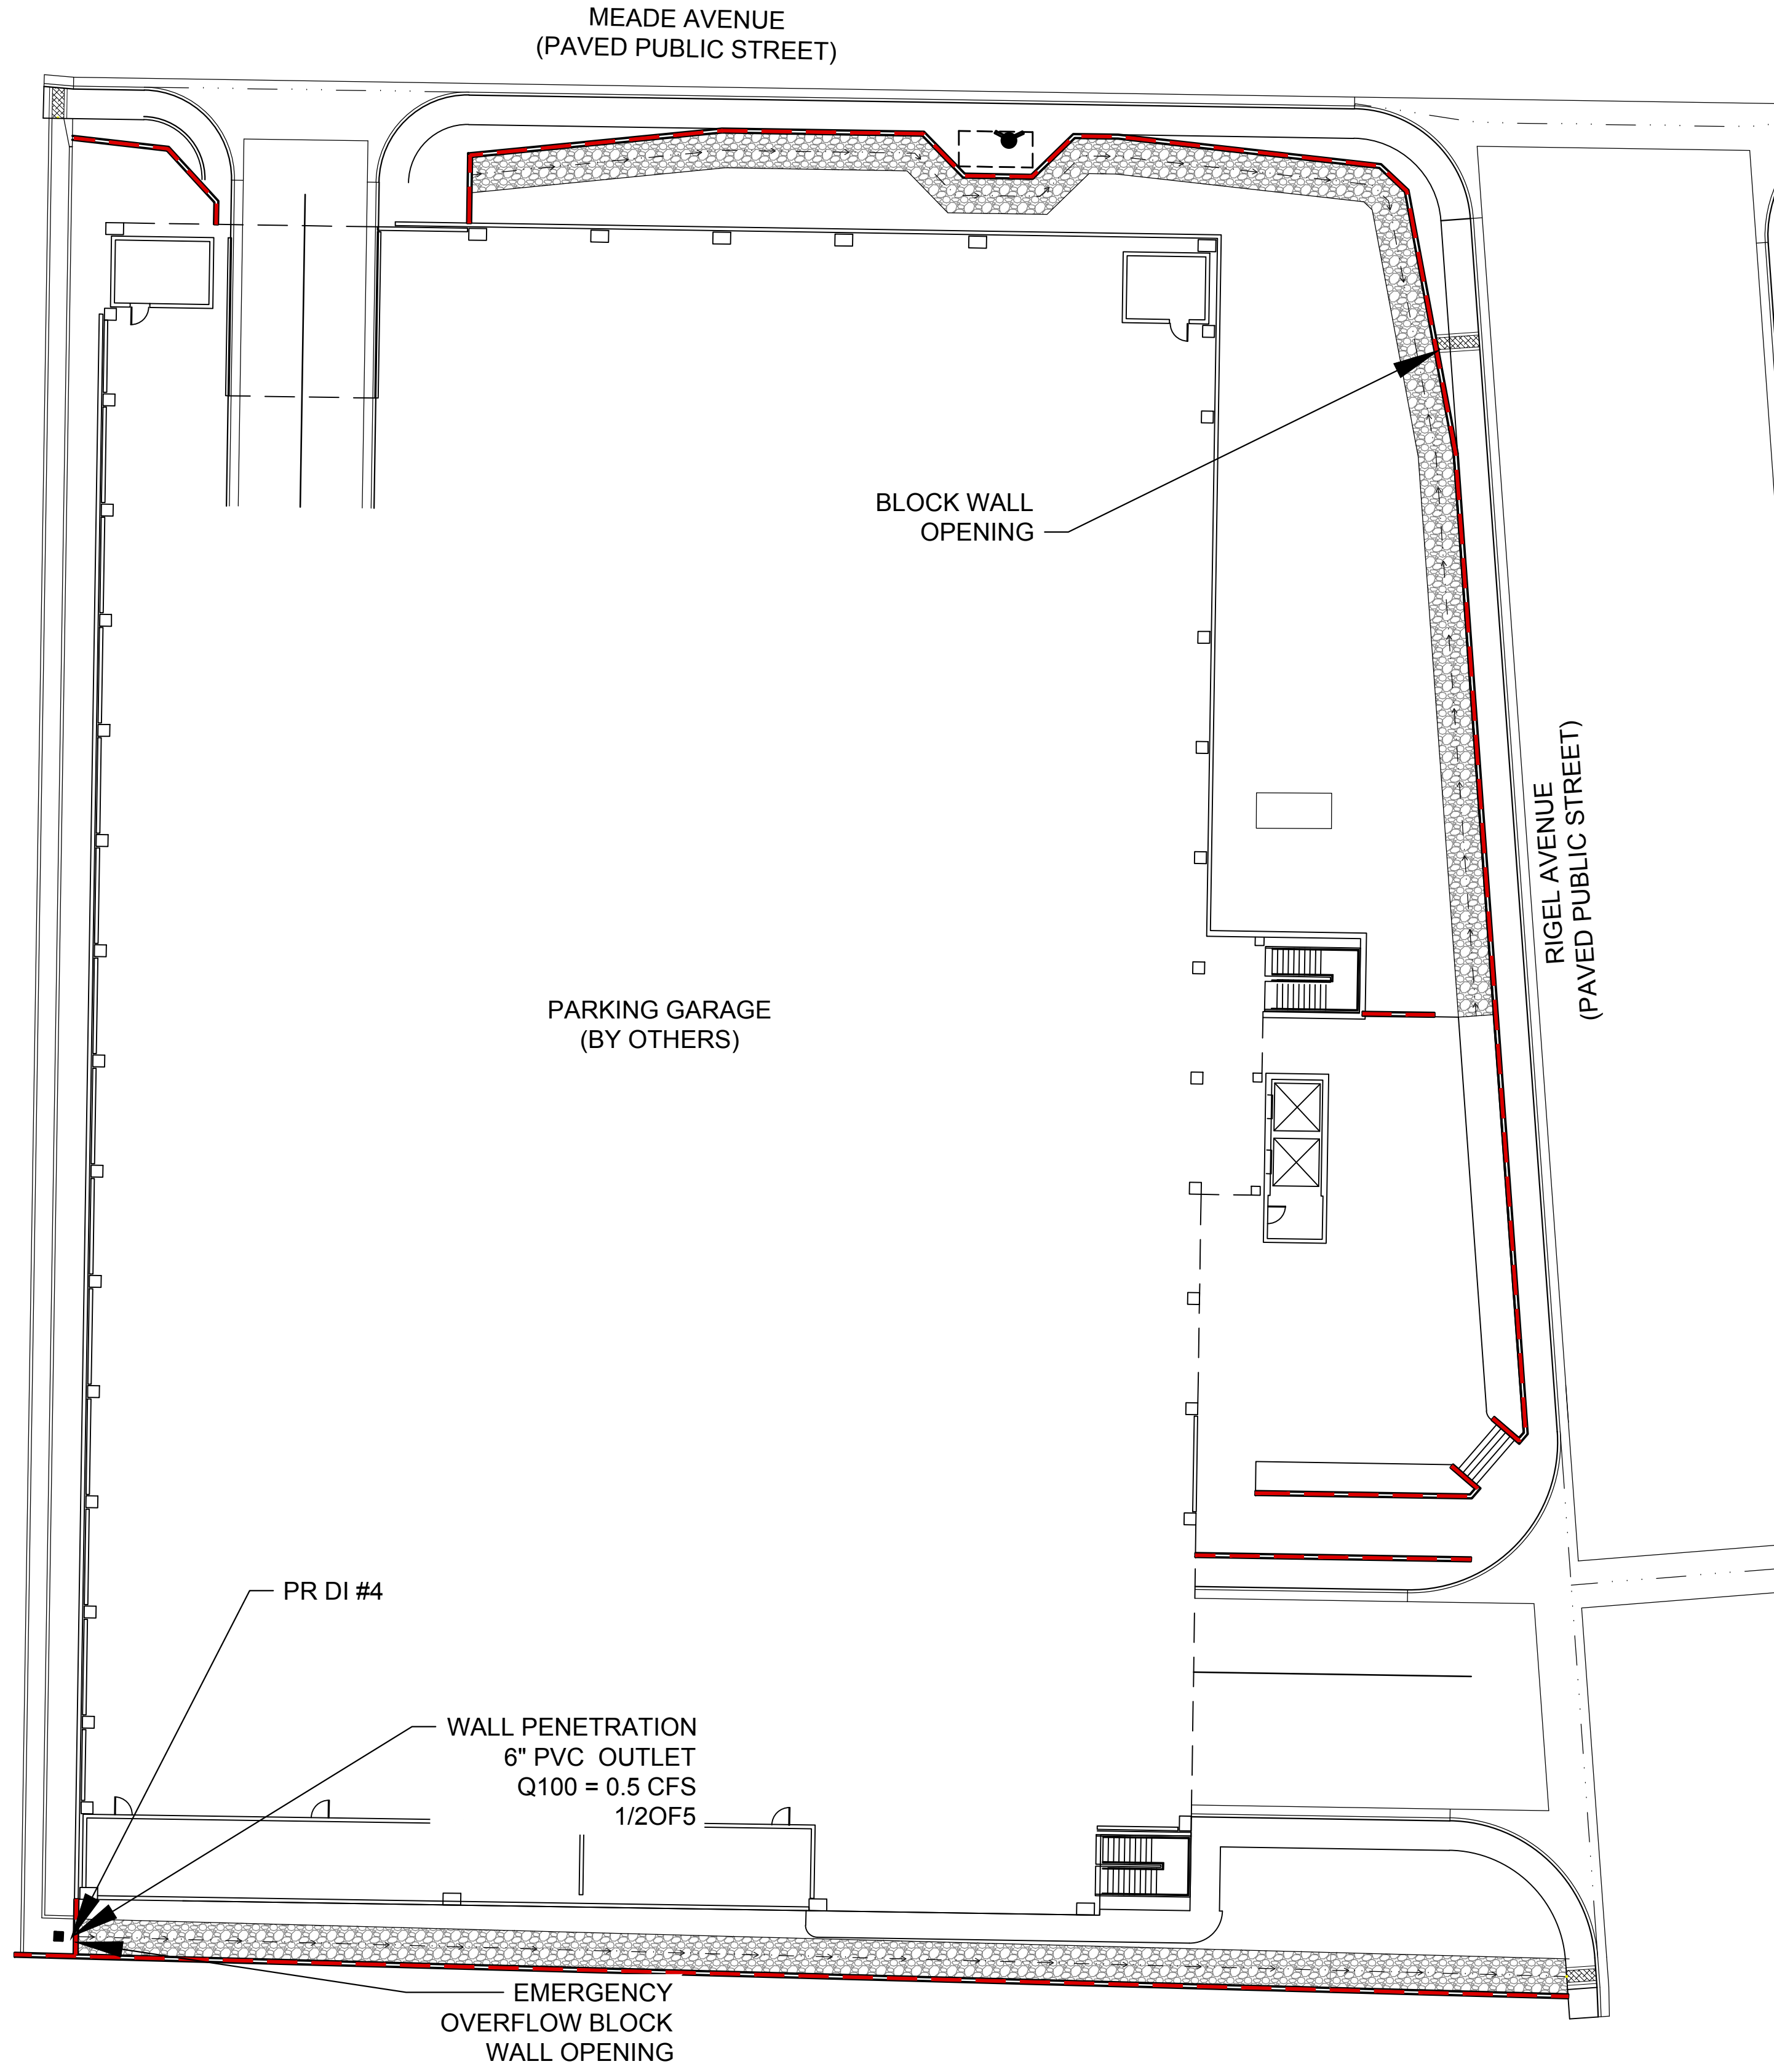 MEADE AVENUE
(PAVED PUBLIC STREET)
BLOCK WALL
OPENING
RIGEL AVENUE
(PAVED PUBLIC STREET)
PARKING GARAGE
(BY OTHERS)
PR DI #4
WALL PENETRATION
6" PVC OUTLET
Q100 = 0.5 CFS
1/2OF5
EMERGENCY
OVERFLOW BLOCK
WALL OPENING